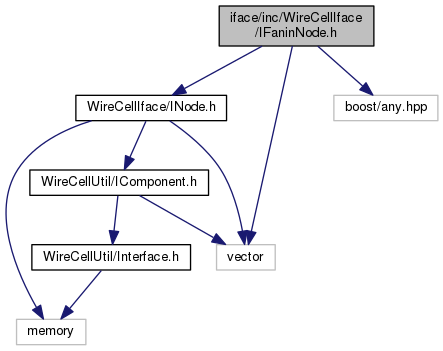 iface/inc/WireCellIface
/IFaninNode.h
WireCellIface/INode.h
boost/any.hpp
WireCellUtil/IComponent.h
WireCellUtil/Interface.h
vector
memory